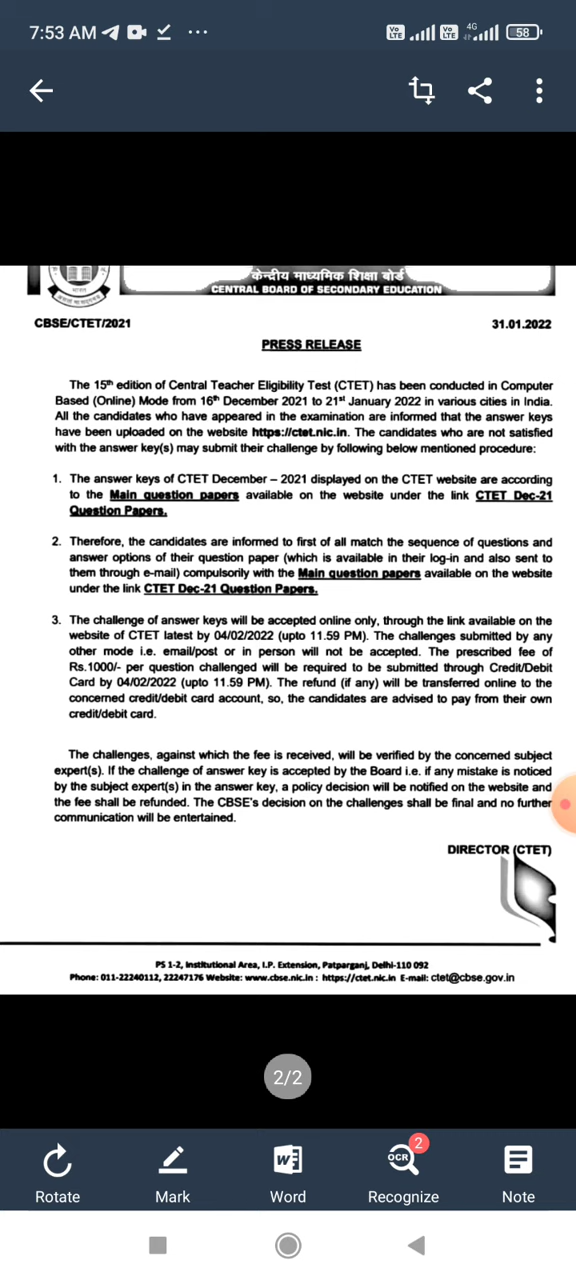 7:53 AM ...
Vo LTE Vo LTE 4G 58
भारत
केन्द्रीय माध्यमिक शिक्षा बोर्ड
CENTRAL BOARD OF SECONDARY EDUCATION
CBSE/CTET/2021 31.01.2022
PRESS RELEASE
The 15th edition of Central Teacher Eligibility Test (CTET) has been conducted in Computer
Based (Online) Mode from 16th December 2021 to 21st January 2022 in various cities in India.
All the candidates who have appeared in the examination are informed that the answer keys
have been uploaded on the website https://ctet.nic.in. The candidates who are not satisfied
with the answer key(s) may submit their challenge by following below mentioned procedure:
1. The answer keys of CTET December – 2021 displayed on the CTET website are according
to the Main question papers available on the website under the link CTET Dec-21
Question Papers.
2. Therefore, the candidates are informed to first of all match the sequence of questions and
answer options of their question paper (which is available in their log-in and also sent to
them through e-mail) compulsorily with the Main question papers available on the website
under the link CTET Dec-21 Question Papers.
3. The challenge of answer keys will be accepted online only, through the link available on the
website of CTET latest by 04/02/2022 (upto 11.59 PM). The challenges submitted by any
other mode i.e. email/post or in person will not be accepted. The prescribed fee of
Rs.1000/- per question challenged will be required to be submitted through Credit/Debit
Card by 04/02/2022 (upto 11.59 PM). The refund (if any) will be transferred online to the
concerned credit/debit card account, so, the candidates are advised to pay from their own
credit/debit card.
The challenges, against which the fee is received, will be verified by the concerned subject
expert(s). If the challenge of answer key is accepted by the Board i.e. if any mistake is noticed
by the subject expert(s) in the answer key, a policy decision will be notified on the website and
the fee shall be refunded. The CBSE's decision on the challenges shall be final and no further
communication will be entertained.
DIRECTOR (CTET)
PS 1-2, Institutional Area, I.P. Extension, Patparganj, Delhi-110 092
Phone: 011-22240112, 22247176 Website: www.cbse.nic.in : https://ctet.nic.in E-mail: ctet@cbse.gov.in
2/2
OCR 2
Rotate Mark Word Recognize Note